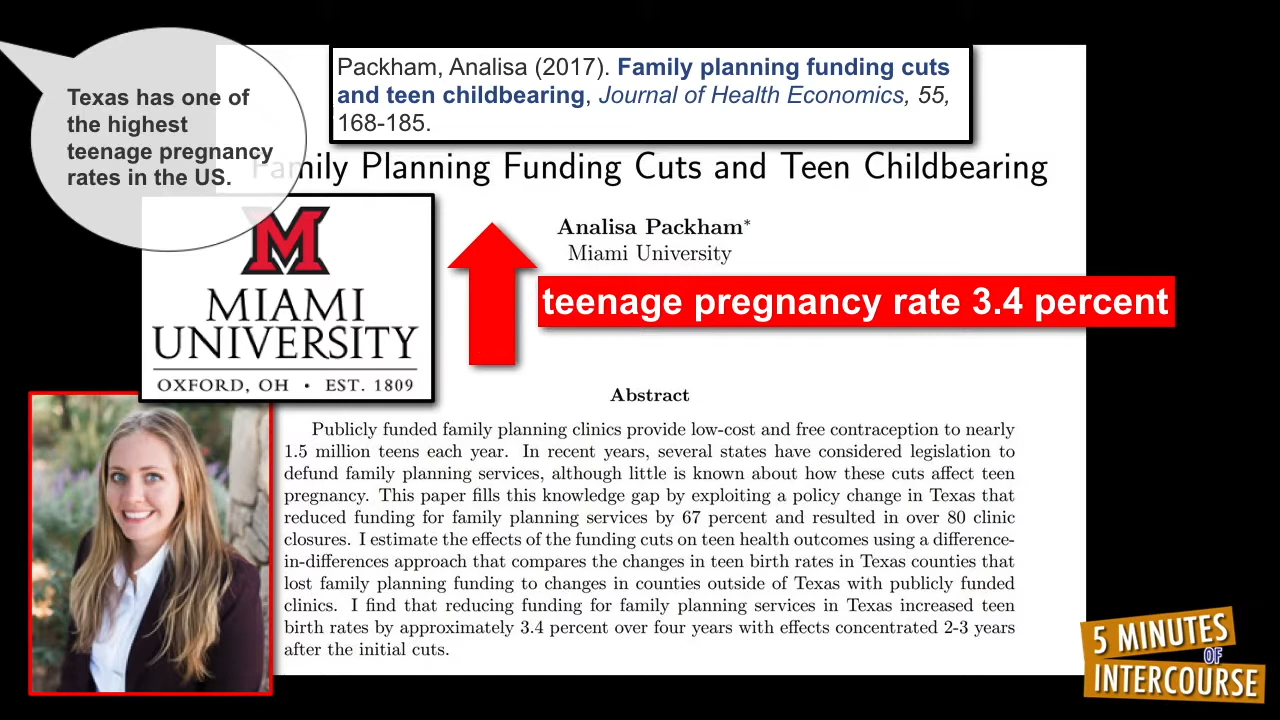 Texas has one of
the highest
teenage pregnancy
rates in the US.
Packham, Analisa (2017). Family planning funding cuts
and teen childbearing, Journal of Health Economics, 55,
168-185.
Family Planning Funding Cuts and Teen Childbearing
Analisa Packham*
Miami University
M
MIAMI
UNIVERSITY
OXFORD, OH • EST. 1809
teenage pregnancy rate 3.4 percent
Abstract
Publicly funded family planning clinics provide low-cost and free contraception to nearly
1.5 million teens each year. In recent years, several states have considered legislation to
defund family planning services, although little is known about how these cuts affect teen
pregnancy. This paper fills this knowledge gap by exploiting a policy change in Texas that
reduced funding for family planning services by 67 percent and resulted in over 80 clinic
closures. I estimate the effects of the funding cuts on teen health outcomes using a difference-
in-differences approach that compares the changes in teen birth rates in Texas counties that
lost family planning funding to changes in counties outside of Texas with publicly funded
clinics. I find that reducing funding for family planning services in Texas increased teen
birth rates by approximately 3.4 percent over four years with effects concentrated 2-3 years
after the initial cuts.
5 MINUTES
OF
INTERCOURSE